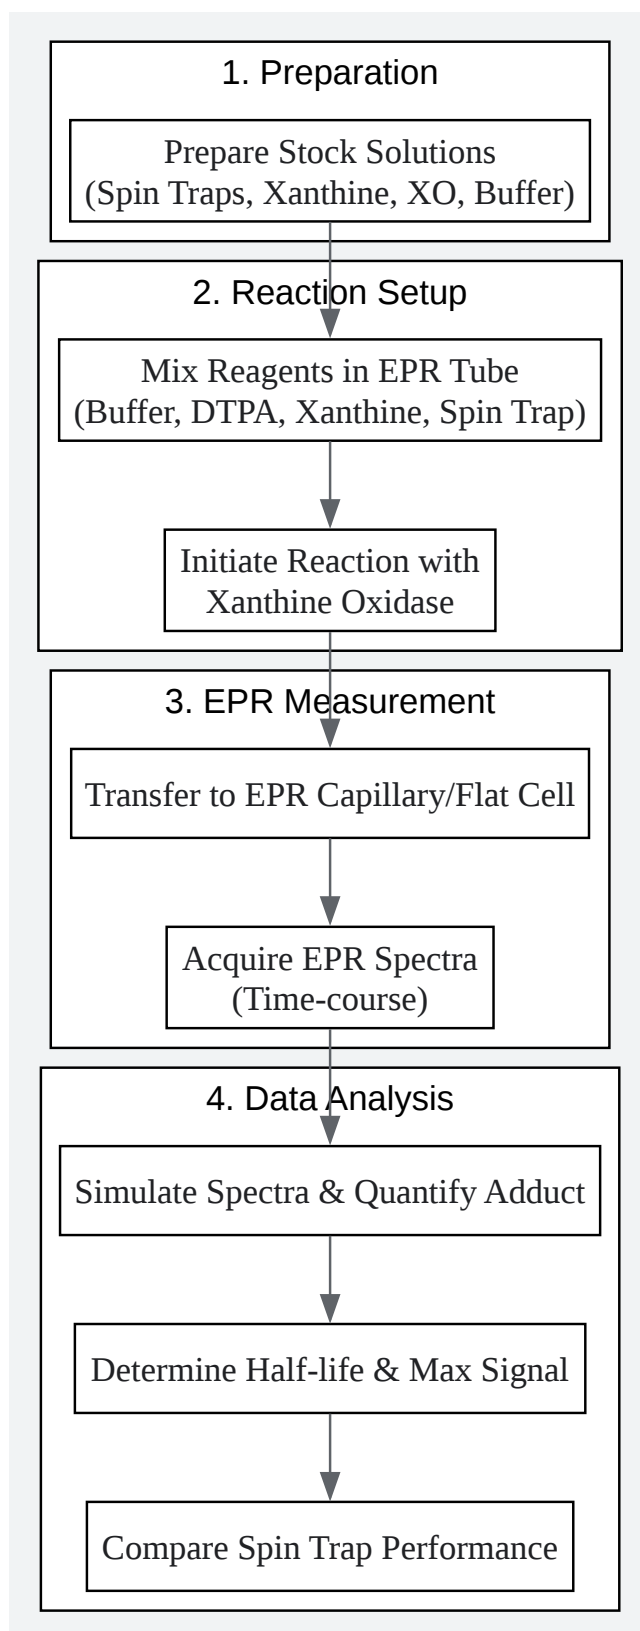 1. Preparation
Prepare Stock Solutions
(Spin Traps, Xanthine, XO, Buffer)
2. Reaction Setup
Mix Reagents in EPR Tube
(Buffer, DTPA, Xanthine, Spin Trap)
Initiate Reaction with
Xanthine Oxidase
3. EPR Measurement
Transfer to EPR Capillary/Flat Cell
Acquire EPR Spectra
(Time-course)
4. Data Analysis
Simulate Spectra & Quantify Adduct
Determine Half-life & Max Signal
Compare Spin Trap Performance